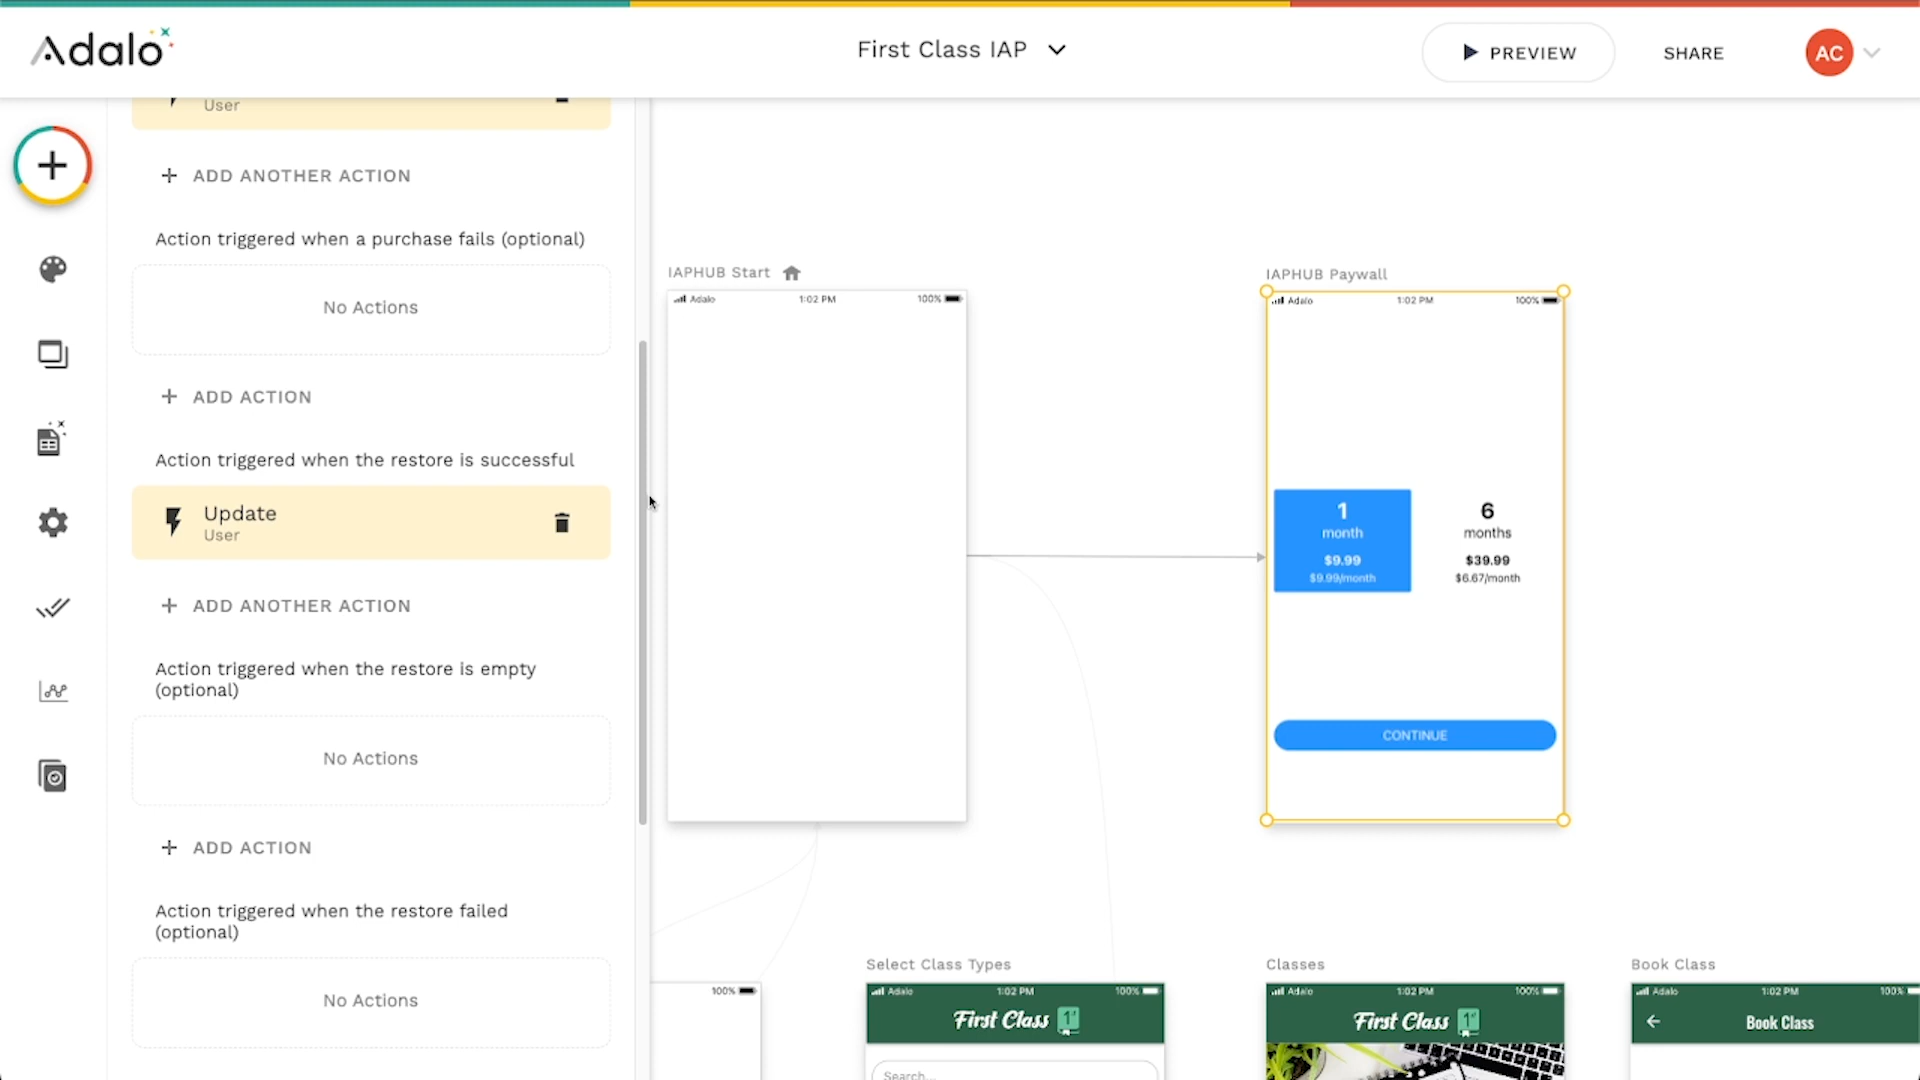 Adalo
First Class IAP
PREVIEW
SHARE
AC
User
ADD ANOTHER ACTION
Action triggered when a purchase fails (optional)
No Actions
ADD ACTION
Action triggered when the restore is successful
Update
User
ADD ANOTHER ACTION
Action triggered when the restore is empty
(optional)
No Actions
ADD ACTION
Action triggered when the restore failed
(optional)
No Actions
IAPHUB Start
Adalo 1:02 PM 100%
IAPHUB Paywall
Adalo 1:02 PM 100%
1
month
$9.99
$9.99/month
6
months
$39.99
$6.67/month
CONTINUE
100%
Select Class Types
Adalo 1:02 PM 100%
First Class 1st
Search...
Classes
Adalo 1:02 PM 100%
First Class 1st
Book Class
Adalo 1:02 PM 100%
Book Class